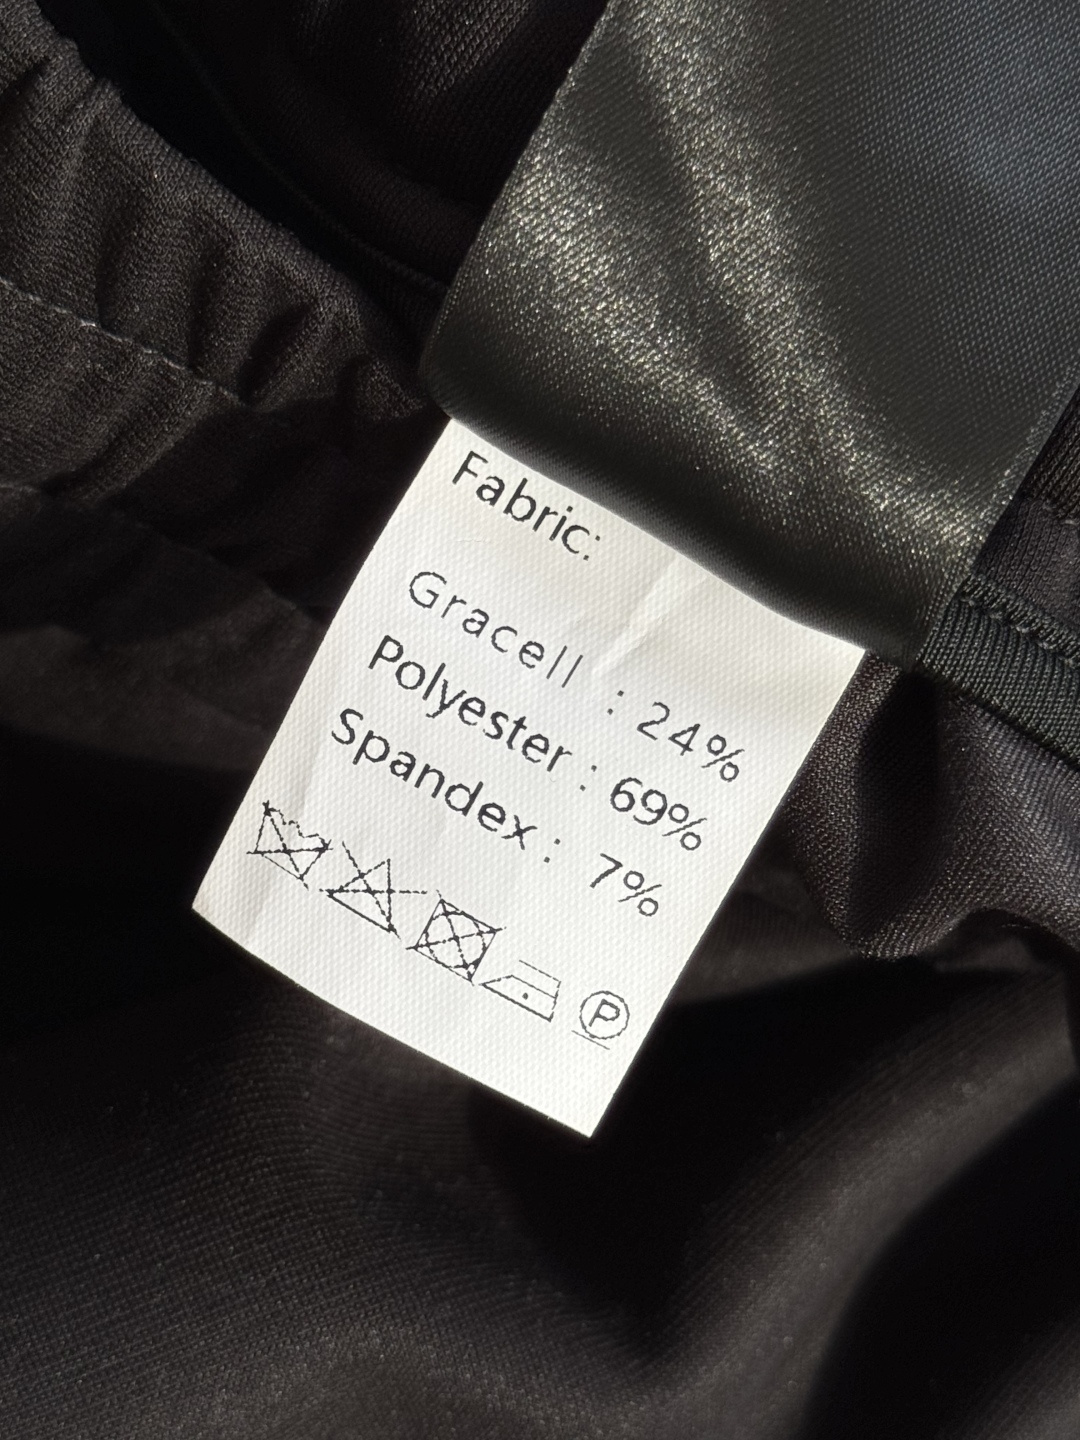 Fabric:
Gracell : 24%
Polyester : 69%
Spandex : 7%
P